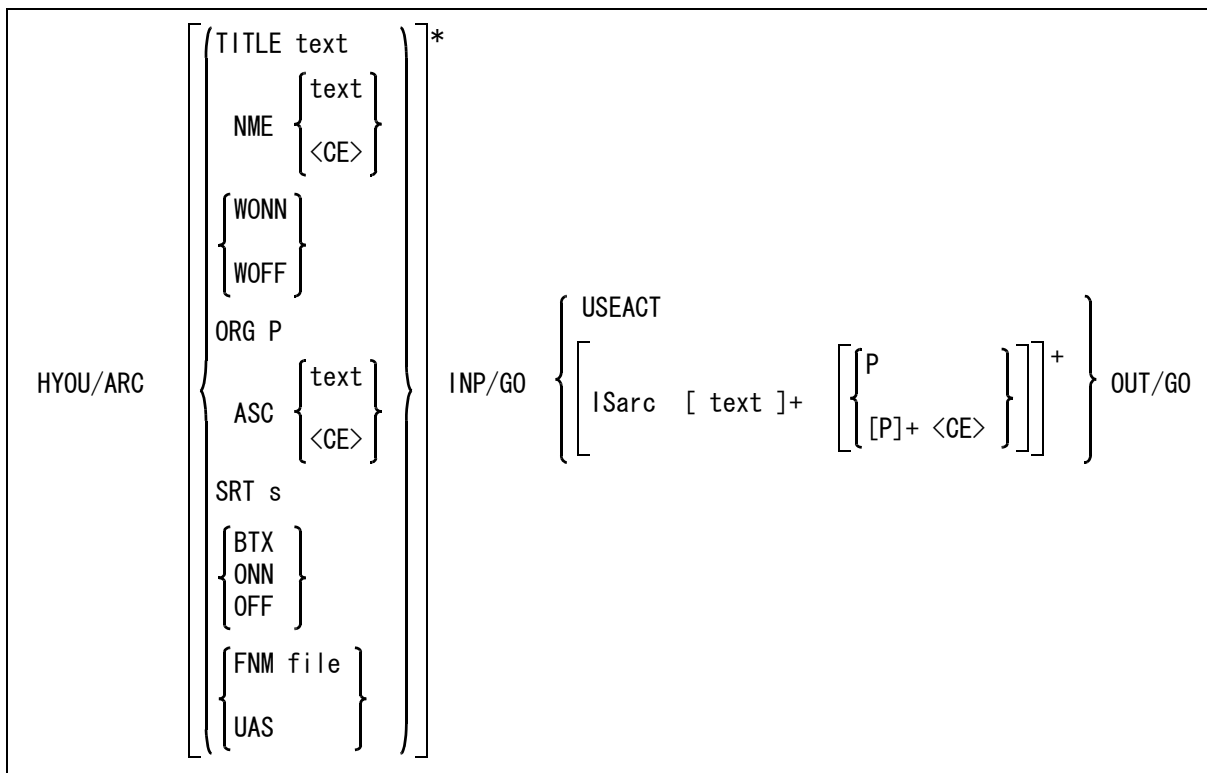 TITLE text
*
NME
text
<CE>
WONN
WOFF
ORG P
ASC
text
<CE>
SRT s
BTX
ONN
OFF
FNM file
UAS
HYOU/ARC
INP/GO
USEACT
ISarc [ text ]+
P
[P]+ <CE>
+
OUT/GO